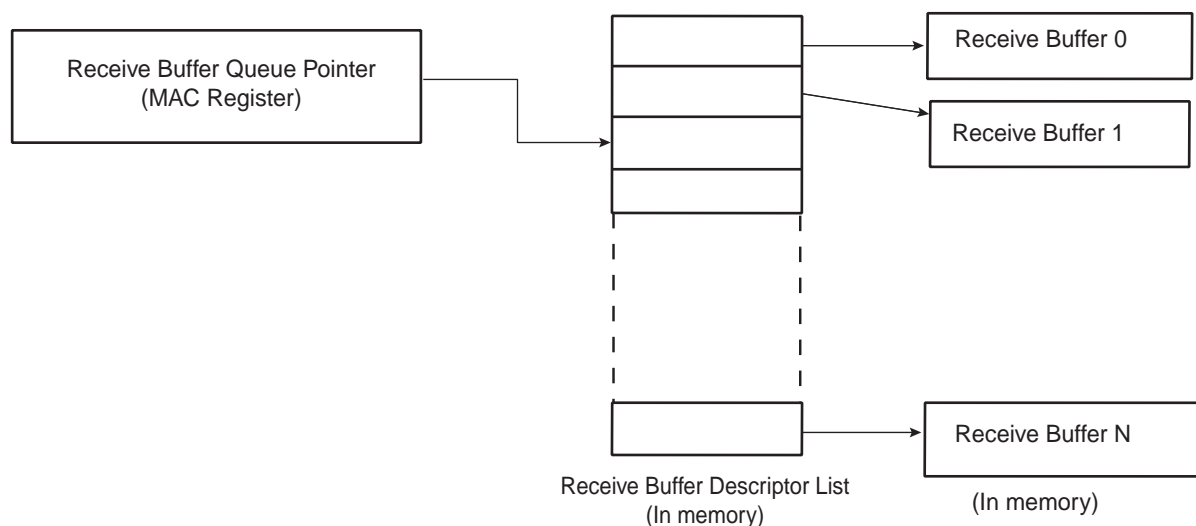 Receive Buffer Queue Pointer
(MAC Register)
Receive Buffer 0
Receive Buffer 1
Receive Buffer N
Receive Buffer Descriptor List
(In memory)
(In memory)